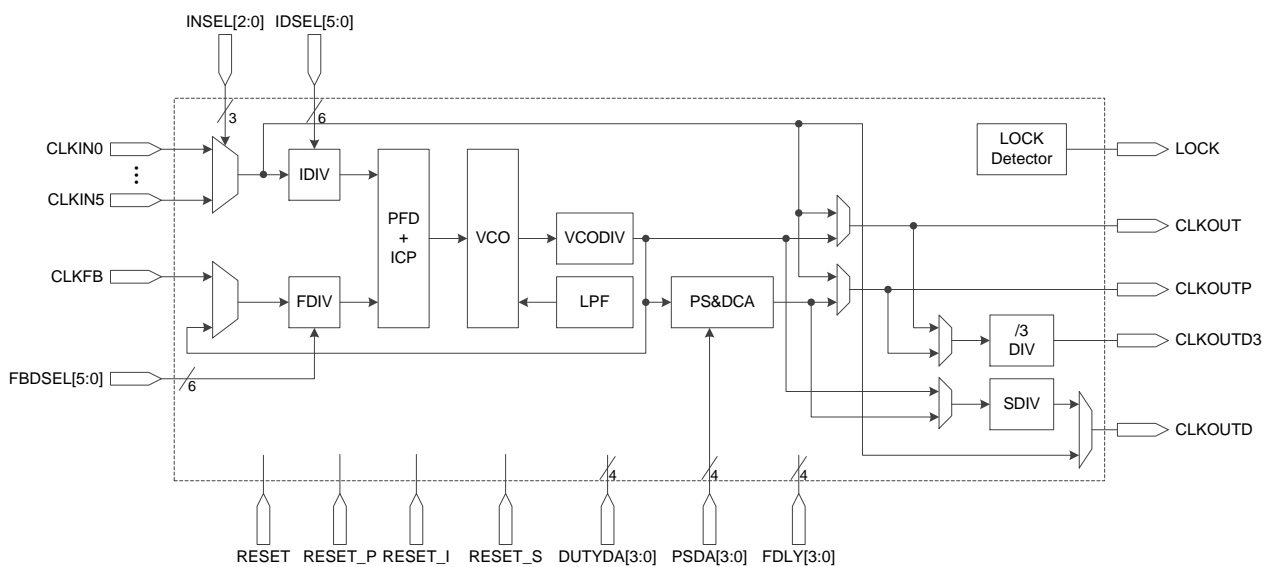 INSEL[2:0] IDSEL[5:0]
3
6
CLKIN0
CLKIN5
IDIV
PFD
+
ICP
VCO
VCODIV
LPF
LOCK
Detector
LOCK
CLKOUT
CLKFB
FDIV
PS&DCA
CLKOUTP
/3
DIV
CLKOUTD3
FBDSEL[5:0]
6
SDIV
CLKOUTD
4
4
4
RESET
RESET_P
RESET_I
RESET_S
DUTYDA[3:0]
PSDA[3:0]
FDLY[3:0]